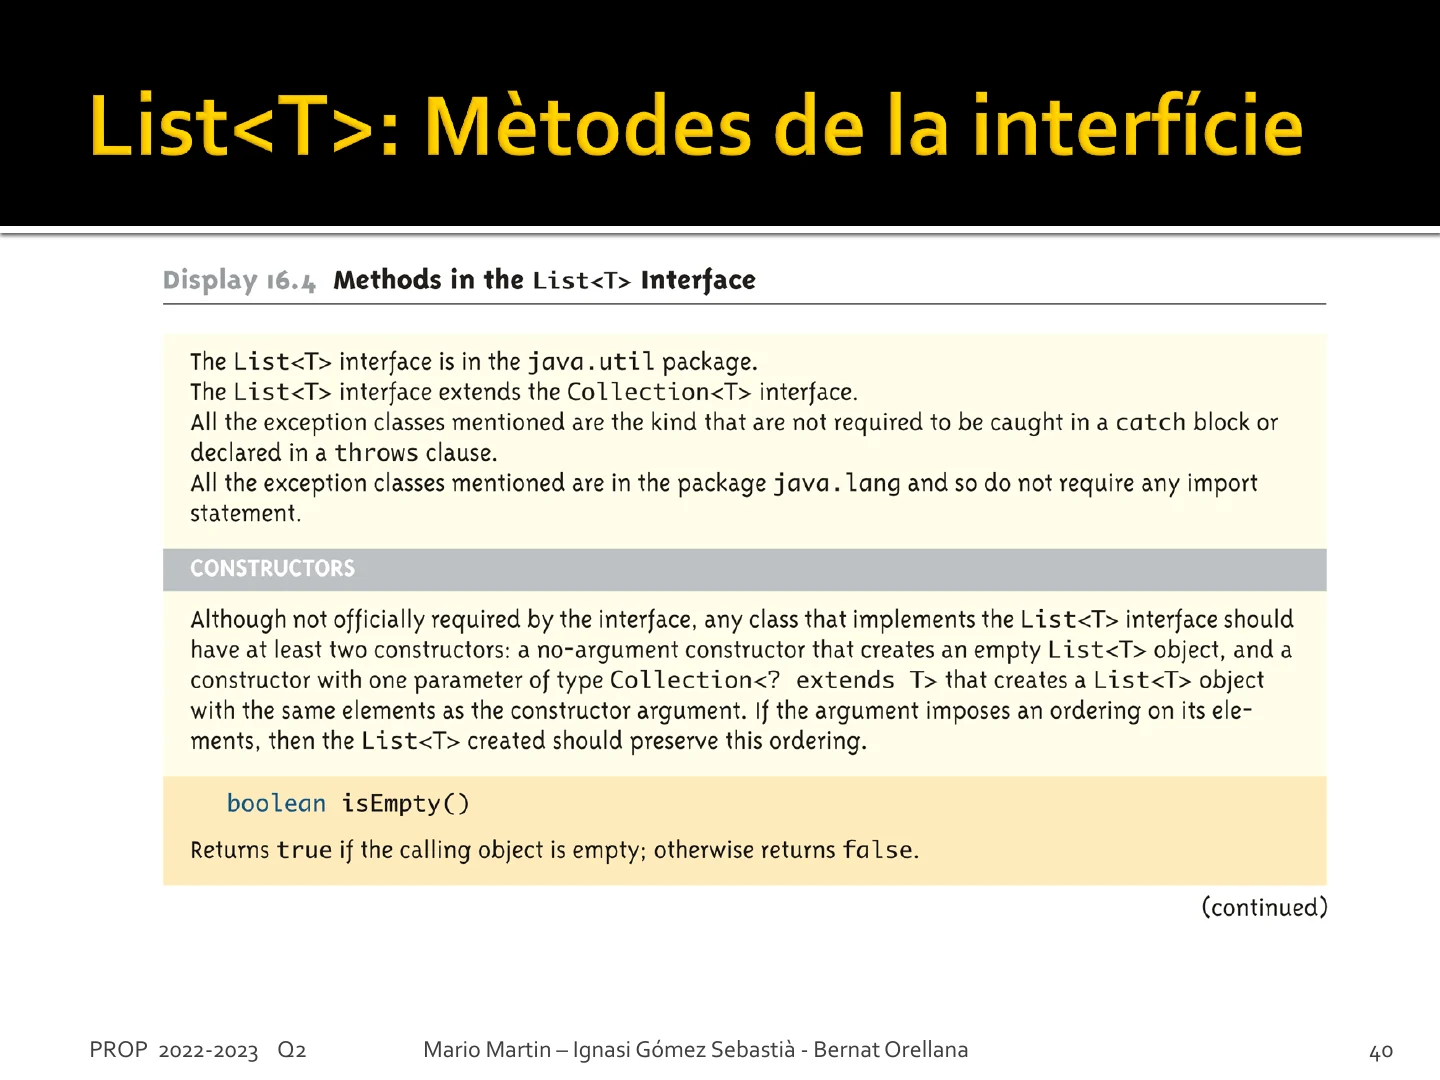 List<T>: Mètodes de la interfície
Display 16.4 Methods in the List<T> Interface
The List<T> interface is in the java.util package.
The List<T> interface extends the Collection<T> interface.
All the exception classes mentioned are the kind that are not required to be caught in a catch block or
declared in a throws clause.
All the exception classes mentioned are in the package java.lang and so do not require any import
statement.
CONSTRUCTORS
Although not officially required by the interface, any class that implements the List<T> interface should
have at least two constructors: a no-argument constructor that creates an empty List<T> object, and a
constructor with one parameter of type Collection<? extends T> that creates a List<T> object
with the same elements as the constructor argument. If the argument imposes an ordering on its ele-
ments, then the List<T> created should preserve this ordering.
boolean isEmpty()
Returns true if the calling object is empty; otherwise returns false.
(continued)
PROP 2022-2023 Q2 Mario Martin – Ignasi Gómez Sebastià - Bernat Orellana 40